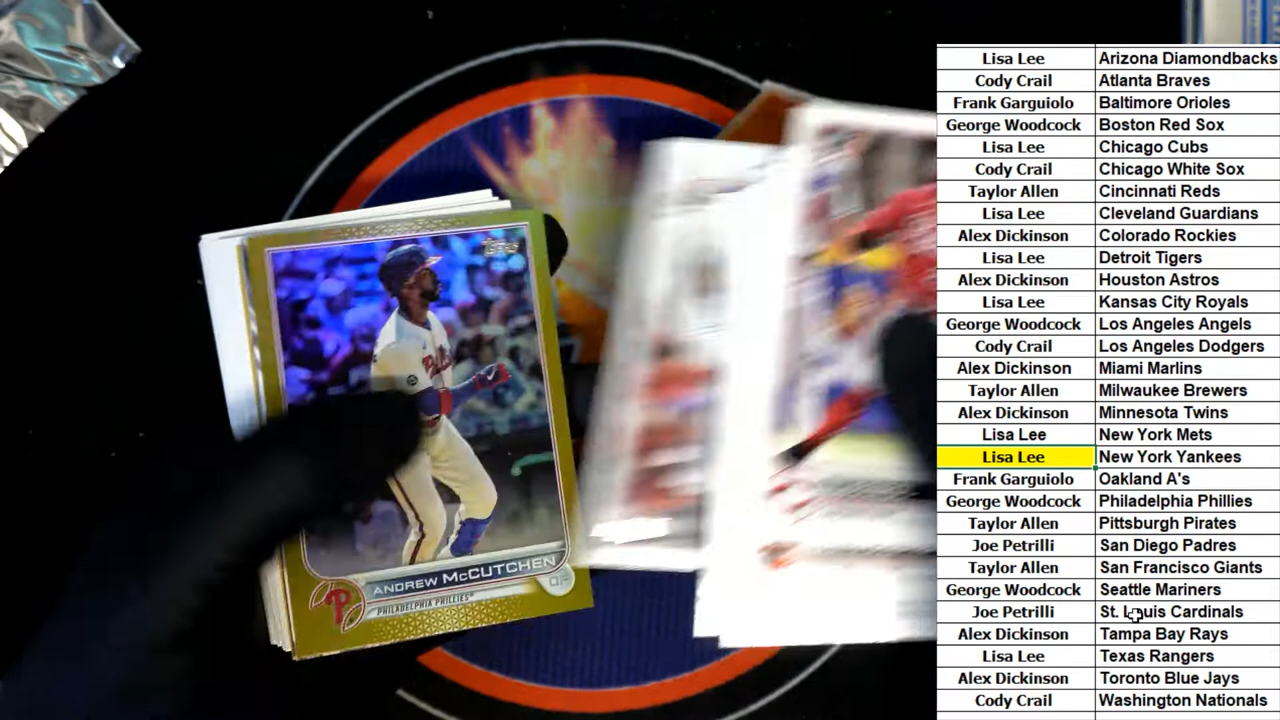 Topps
ANDREW McCUTCHEN
OF
PHILADELPHIA PHILLIES
Phillies
P
Lisa Lee Arizona Diamondbacks
Cody Crail Atlanta Braves
Frank Garguiolo Baltimore Orioles
George Woodcock Boston Red Sox
Lisa Lee Chicago Cubs
Cody Crail Chicago White Sox
Taylor Allen Cincinnati Reds
Lisa Lee Cleveland Guardians
Alex Dickinson Colorado Rockies
Lisa Lee Detroit Tigers
Alex Dickinson Houston Astros
Lisa Lee Kansas City Royals
George Woodcock Los Angeles Angels
Cody Crail Los Angeles Dodgers
Alex Dickinson Miami Marlins
Taylor Allen Milwaukee Brewers
Alex Dickinson Minnesota Twins
Lisa Lee New York Mets
Lisa Lee New York Yankees
Frank Garguiolo Oakland A's
George Woodcock Philadelphia Phillies
Taylor Allen Pittsburgh Pirates
Joe Petrilli San Diego Padres
Taylor Allen San Francisco Giants
George Woodcock Seattle Mariners
Joe Petrilli St. Louis Cardinals
Alex Dickinson Tampa Bay Rays
Lisa Lee Texas Rangers
Alex Dickinson Toronto Blue Jays
Cody Crail Washington Nationals